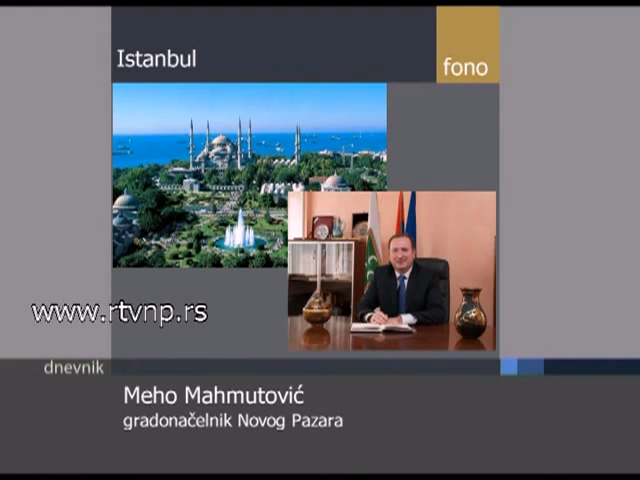 Istanbul
fono
www.rtvnp.rs
dnevnik
Meho Mahmutović
gradonačelnik Novog Pazara